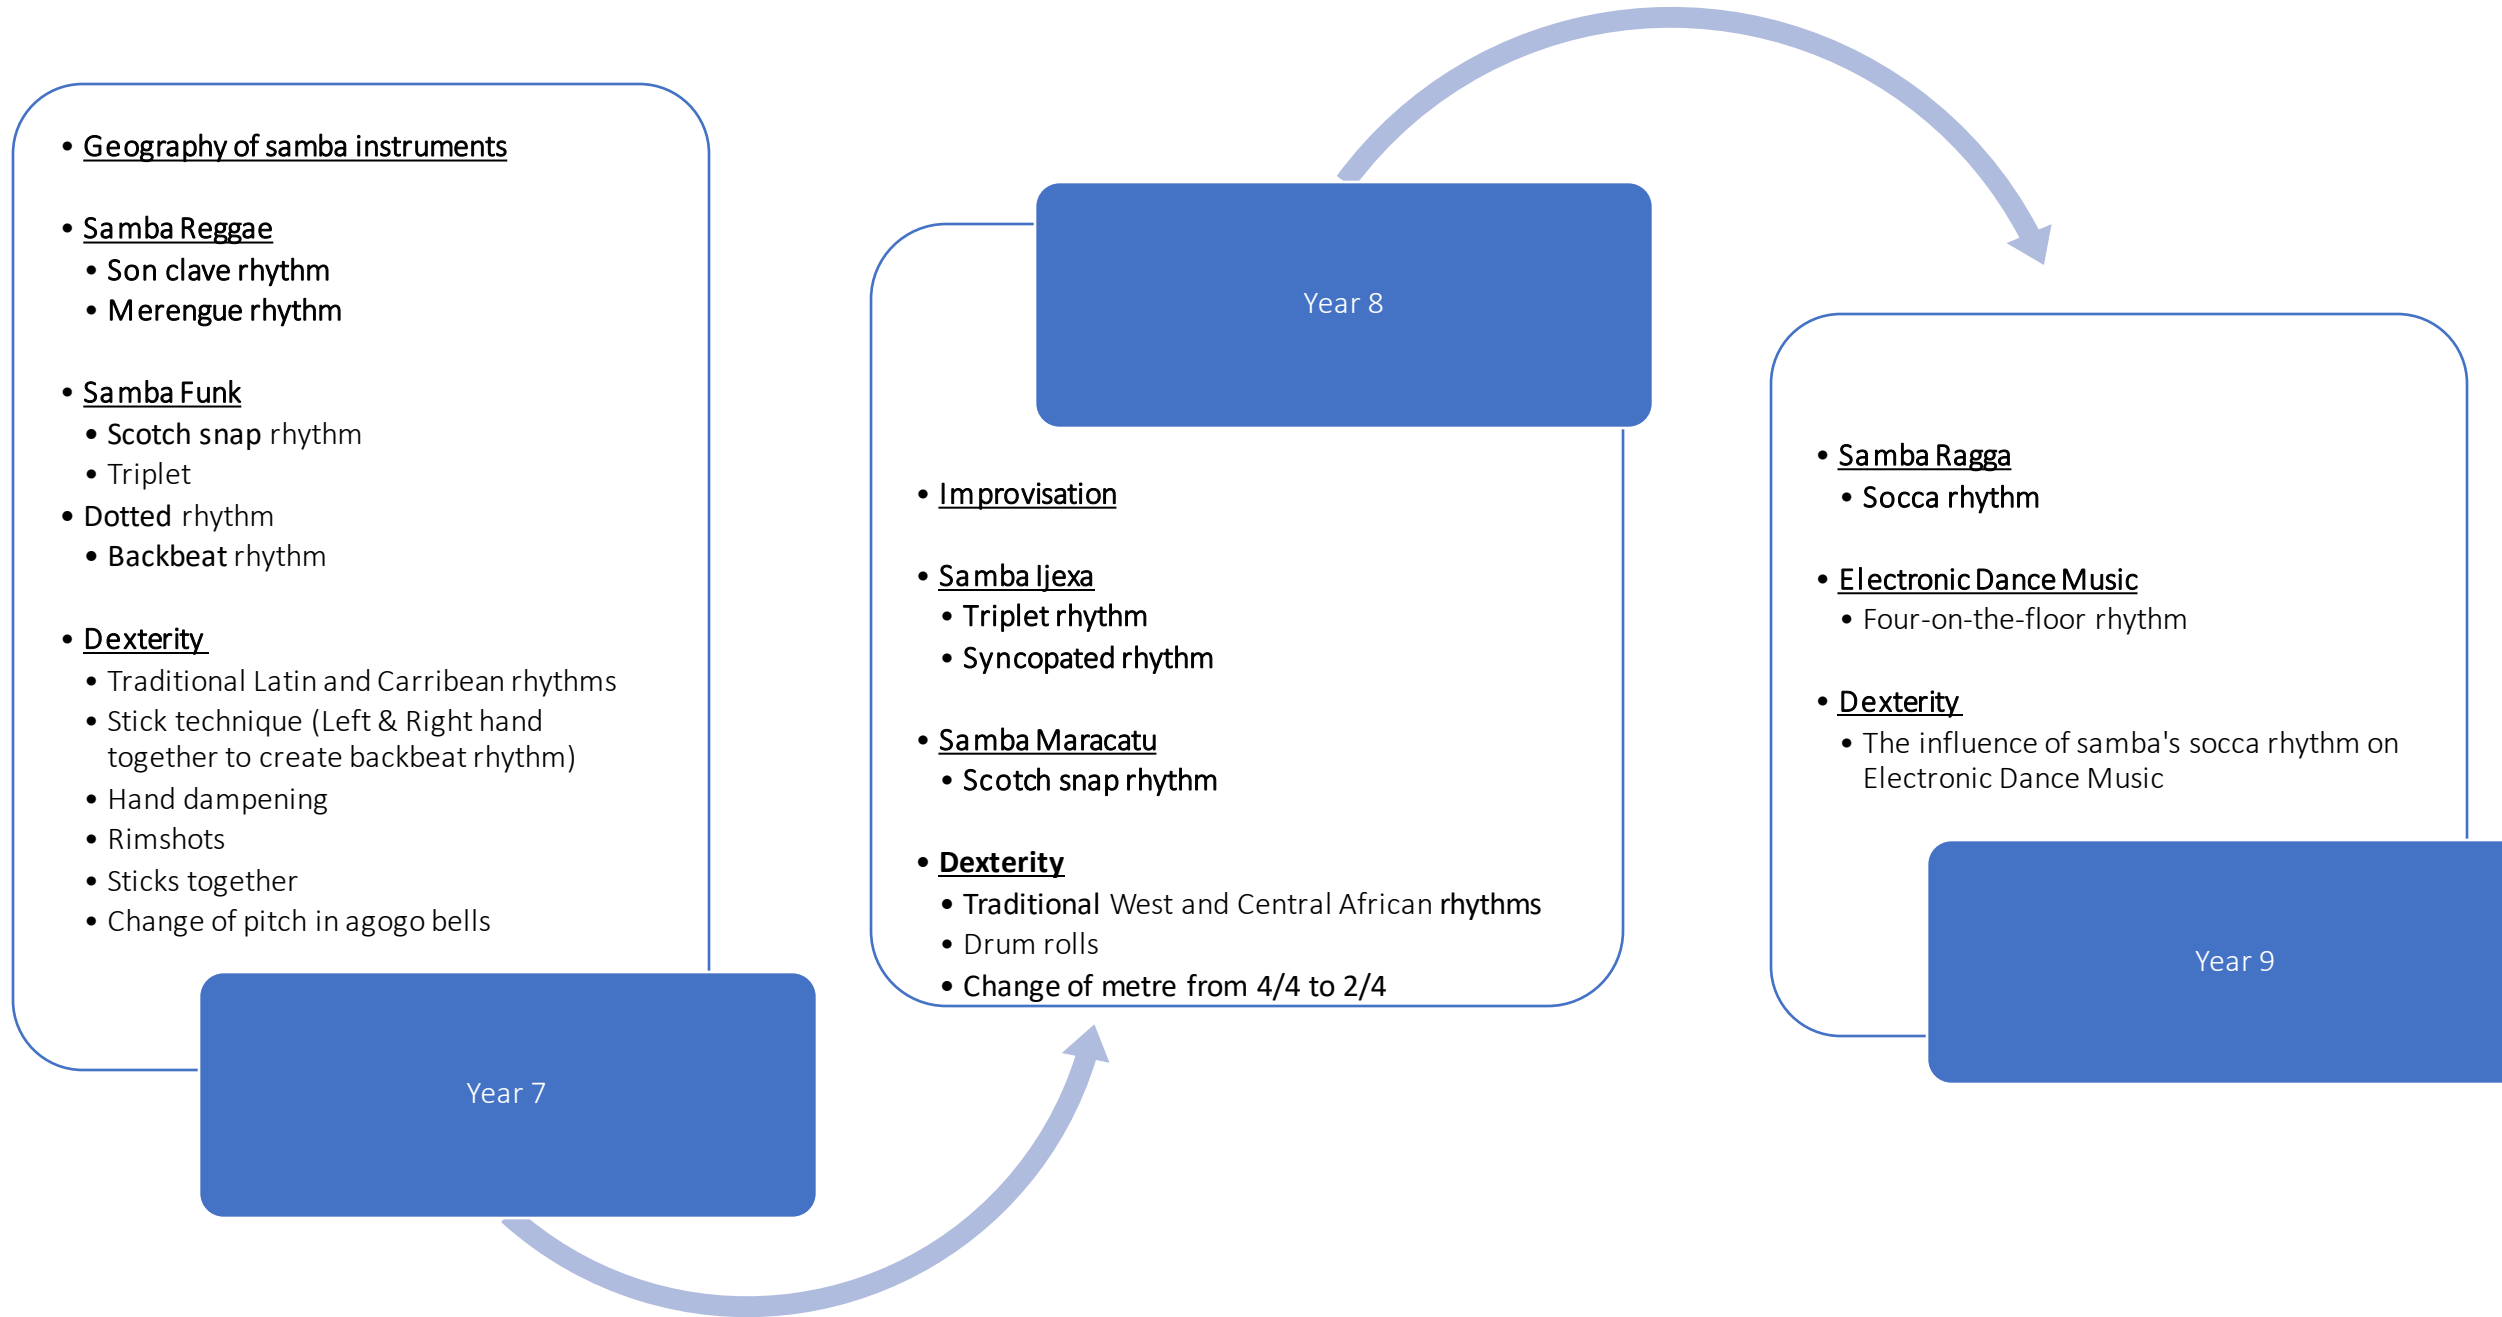 • Geography of samba instruments
• Samba Reggae
• Son clave rhythm
• Merengue rhythm
• Samba Funk
• Scotch snap rhythm
• Triplet
• Dotted rhythm
• Backbeat rhythm
• Dexterity
• Traditional Latin and Carribean rhythms
• Stick technique (Left & Right hand
together to create backbeat rhythm)
• Hand dampening
• Rimshots
• Sticks together
• Change of pitch in agogo bells
Year 7
Year 8
• Improvisation
• Samba Ijexa
• Triplet rhythm
• Syncopated rhythm
• Samba Maracatu
• Scotch snap rhythm
• Dexterity
• Traditional West and Central African rhythms
• Drum rolls
• Change of metre from 4/4 to 2/4
• Samba Ragga
• Socca rhythm
• Electronic Dance Music
• Four-on-the-floor rhythm
• Dexterity
• The influence of samba's socca rhythm on
Electronic Dance Music
Year 9